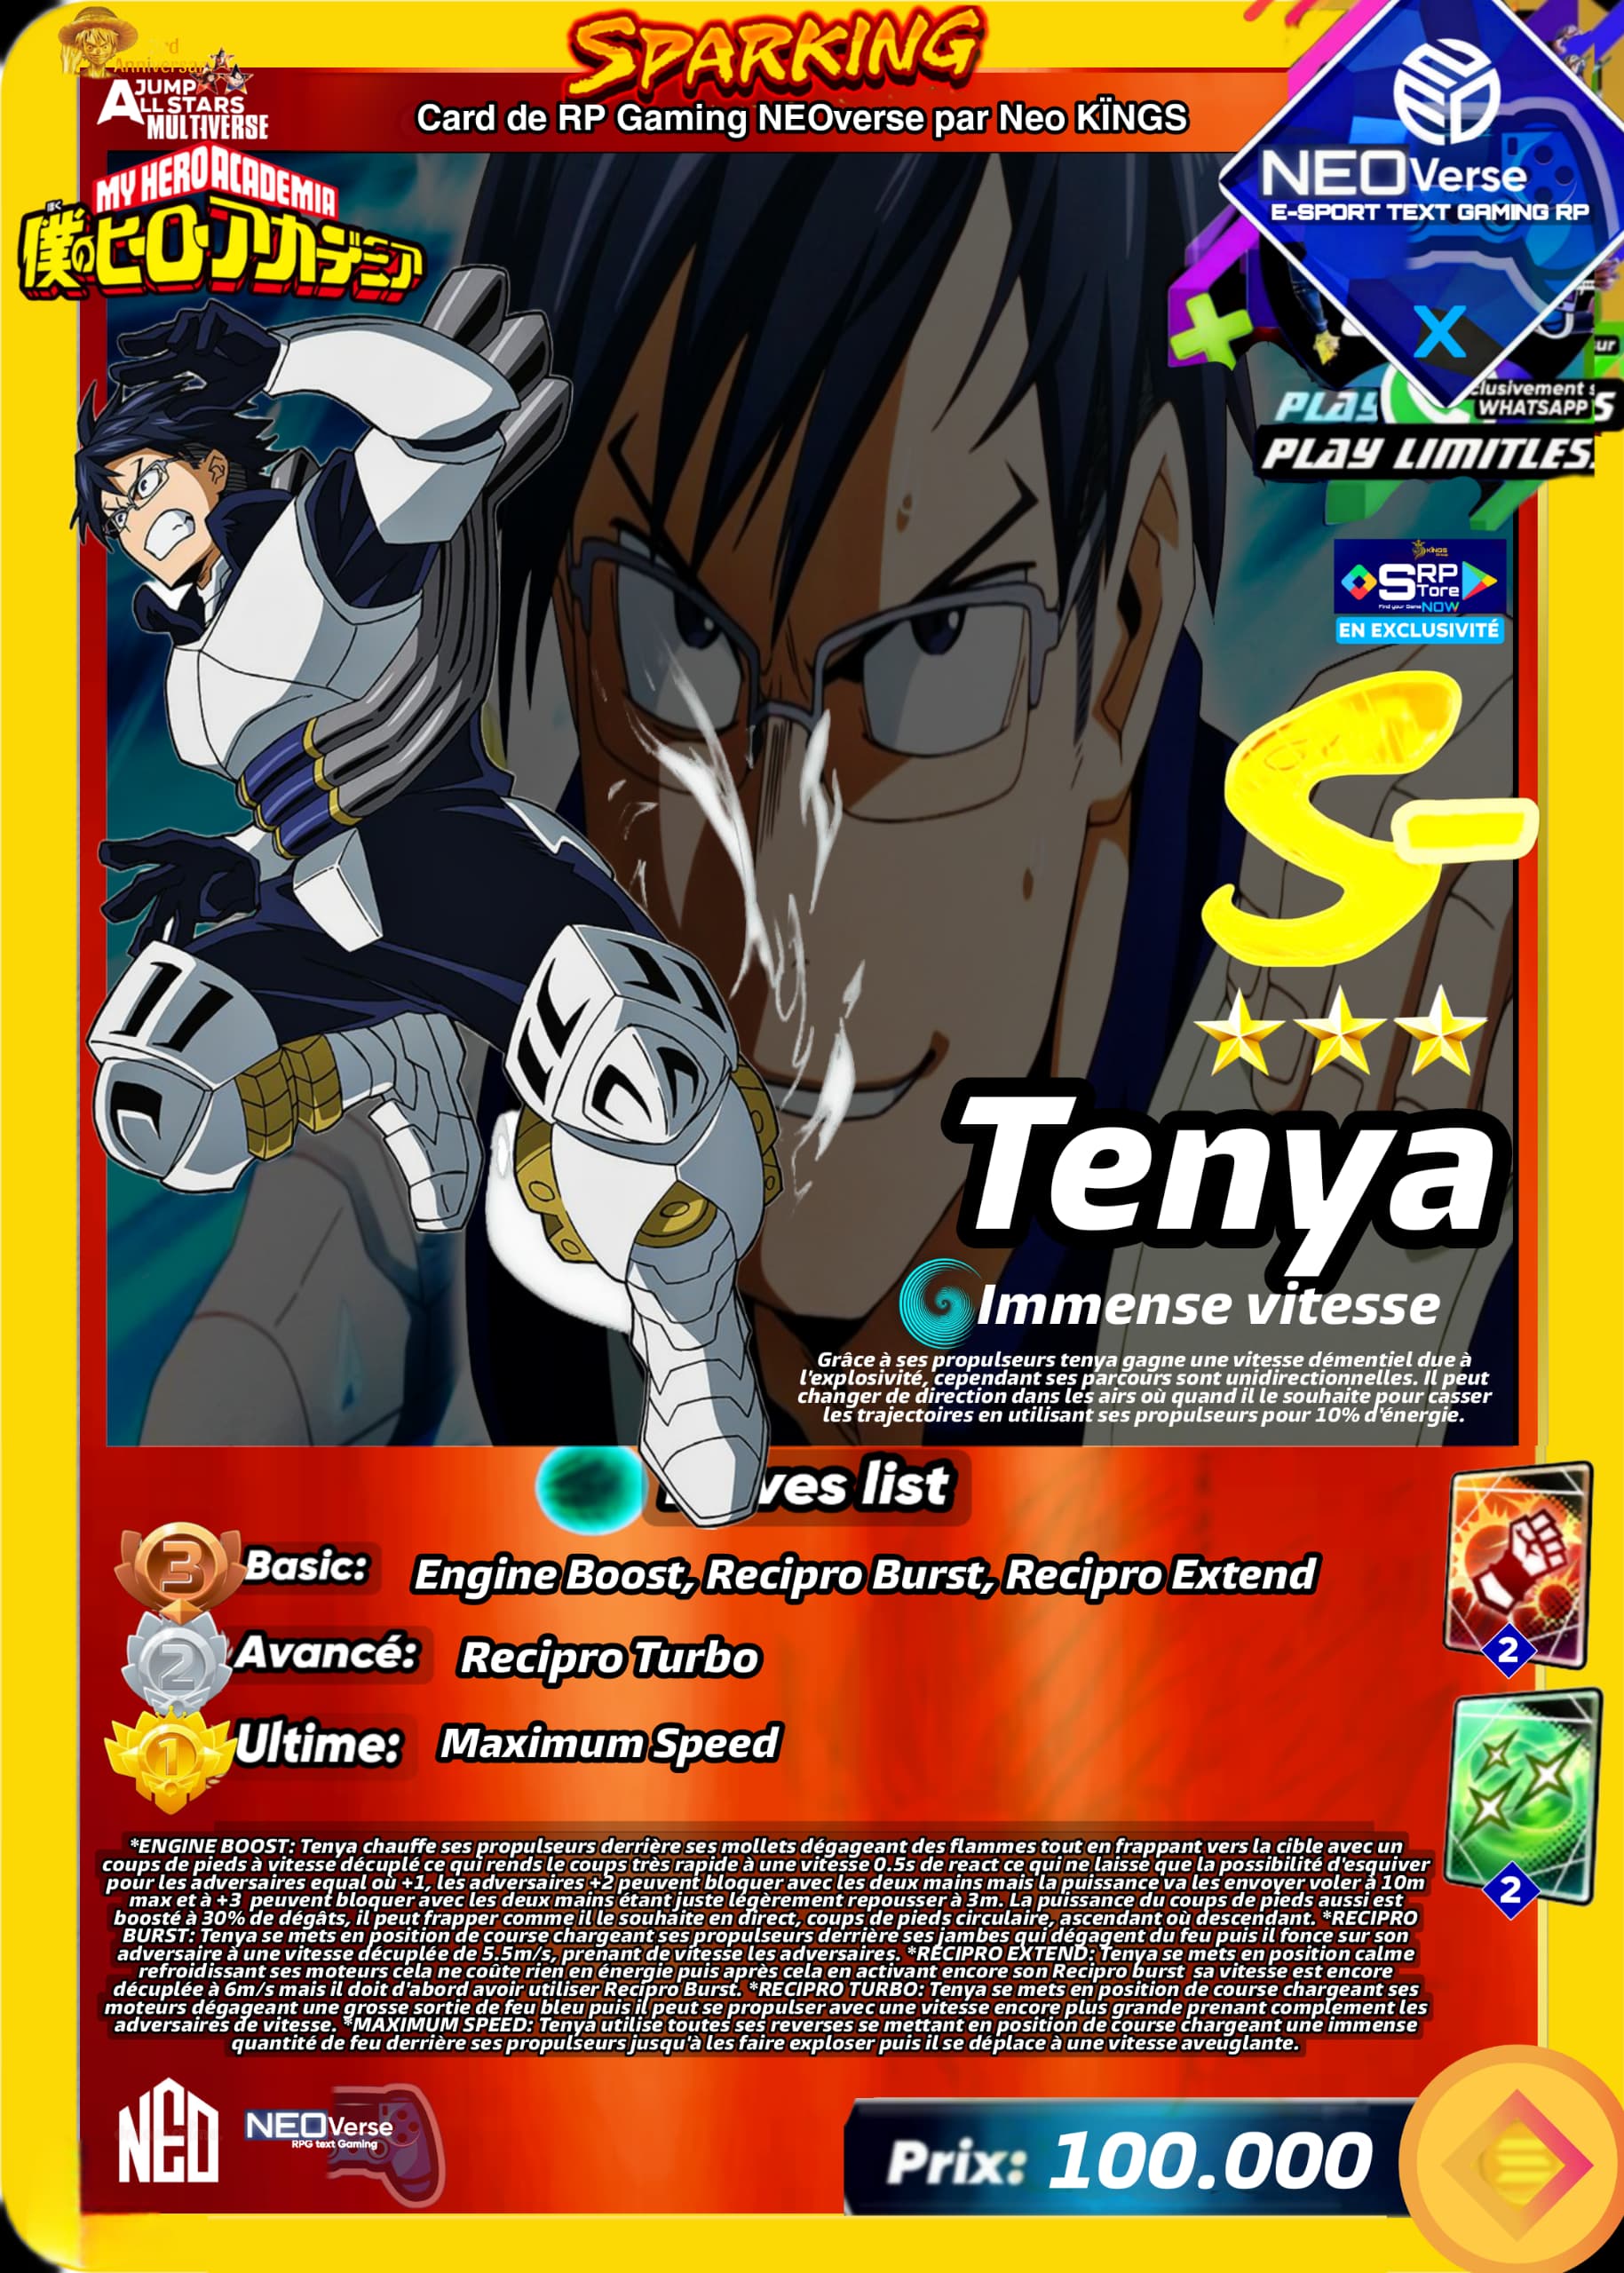 SPARKING
Anniversary
JUMP
ALL STARS
MULTIVERSE
Card de RP Gaming NEOverse par Neo KÏNGS
MY HERO ACADEMIA
僕のヒーローアカデミア
NEOVerse
E-SPORT TEXT GAMING RP
X
WHATSAPP
PLAY LIMITLES
KINGS
SRP
Tore
Find your Game NOW
EN EXCLUSIVITÉ
S-
Tenya
Immense vitesse
Grâce à ses propulseurs tenya gagne une vitesse démentiel due à
l'explosivité, cependant ses parcours sont unidirectionnelles. Il peut
changer de direction dans les airs où quand il le souhaite pour casser
les trajectoires en utilisant ses propulseurs pour 10% d'énergie.
ves list
3 Basic: Engine Boost, Recipro Burst, Recipro Extend
2 Avancé: Recipro Turbo
1 Ultime: Maximum Speed
2
2
*ENGINE BOOST: Tenya chauffe ses propulseurs derrière ses mollets dégageant des flammes tout en frappant vers la cible avec un
coups de pieds à vitesse décuplé ce qui rends le coups très rapide à une vitesse 0.5s de react ce qui ne laisse que la possibilité d'esquiver
pour les adversaires equal où +1, les adversaires +2 peuvent bloquer avec les deux mains mais la puissance va les envoyer voler à 10m
max et à +3 peuvent bloquer avec les deux mains étant juste légèrement repousser à 3m. La puissance du coups de pieds aussi est
boosté à 30% de dégâts, il peut frapper comme il le souhaite en direct, coups de pieds circulaire, ascendant où descendant. *RECIPRO
BURST: Tenya se mets en position de course chargeant ses propulseurs derrière ses jambes qui dégagent du feu puis il fonce sur son
adversaire à une vitesse décuplée de 5.5m/s, prenant de vitesse les adversaires. *RECIPRO EXTEND: Tenya se mets en position calme
refroidissant ses moteurs cela ne coûte rien en énergie puis après cela en activant encore son Recipro burst sa vitesse est encore
décuplée à 6m/s mais il doit d'abord avoir utiliser Recipro Burst. *RECIPRO TURBO: Tenya se mets en position de course chargeant ses
moteurs dégageant une grosse sortie de feu bleu puis il peut se propulser avec une vitesse encore plus grande prenant complement les
adversaires de vitesse. *MAXIMUM SPEED: Tenya utilise toutes ses reverses se mettant en position de course chargeant une immense
quantité de feu derrière ses propulseurs jusqu'à les faire exploser puis il se déplace à une vitesse aveuglante.
NEO
NEOVerse
RPG text Gaming
Prix: 100.000